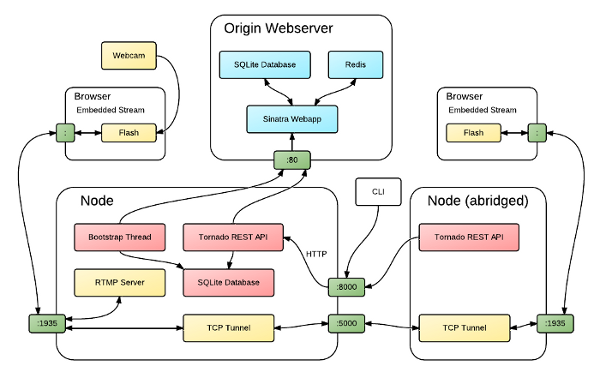 Origin Webserver
SQLite Database
Redis
Sinatra Webapp
:80
Webcam
Browser
Embedded Stream
:
Flash
Browser
Embedded Stream
Flash
:
Node
Bootstrap Thread
Tornado REST API
RTMP Server
SQLite Database
TCP Tunnel
:1935
HTTP
CLI
:8000
:5000
Node (abridged)
Tornado REST API
TCP Tunnel
:1935